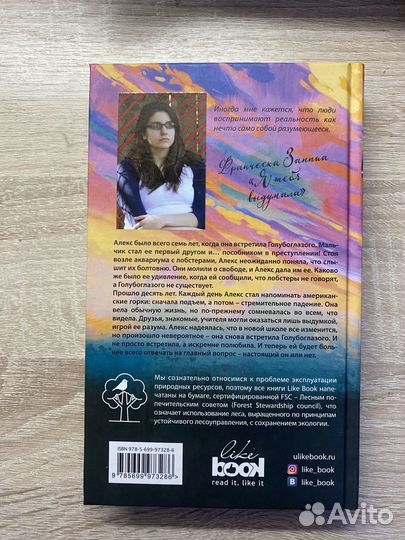 Иногда мне кажется, что люди
воспринимают реальность как
нечто само собой разумеющееся.
Франческа Заппиа
«Я тебя
выдумала»
Алекс было всего семь лет, когда она встретила Голубоглазого. Маль-
чик стал ее первый другом и… пособником в преступлении! Стоя
возле аквариума с лобстерами, Алекс неожиданно поняла, что слы-
шит их болтовню. Они молили о свободе, и Алекс дала им ее. Каково
же было ее удивление, когда ей сообщили, что лобстеры не говорят,
а Голубоглазого не существует.
Прошло десять лет. Каждый день Алекс стал напоминать американ-
ские горки: сначала подъем, а потом – стремительное падение. Она
вела обычную жизнь, но по-прежнему сомневалась во всем, что
видела. Друзья, знакомые, учителя могли оказаться лишь выдумкой,
игрой ее разума. Алекс надеялась, что в новой школе все изменится,
но произошло невероятное – она снова встретила Голубоглазого. И
не просто встретила, а искренне полюбила. И теперь ей будет боль-
нее всего отвечать на главный вопрос – настоящий он или нет.
Мы сознательно относимся к проблеме эксплуатации
природных ресурсов, поэтому все книги Like Book напе-
чатаны на бумаге, сертифицированной FSC – Лесным по-
печительским советом (Forest Stewardship council), что
означает использование леса, выращенного по принципам
устойчивого лесоуправления, с сохранением экологии.
ISBN 978-5-699-97328-6
9 785699 973286 >
like
book
read it. like it
ulikebook.ru
like_book
like_book
Avito